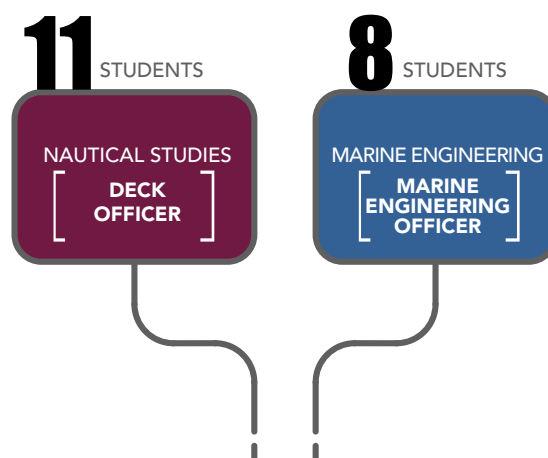 11 STUDENTS
NAUTICAL STUDIES
DECK
OFFICER
8 STUDENTS
MARINE ENGINEERING
MARINE
ENGINEERING
OFFICER